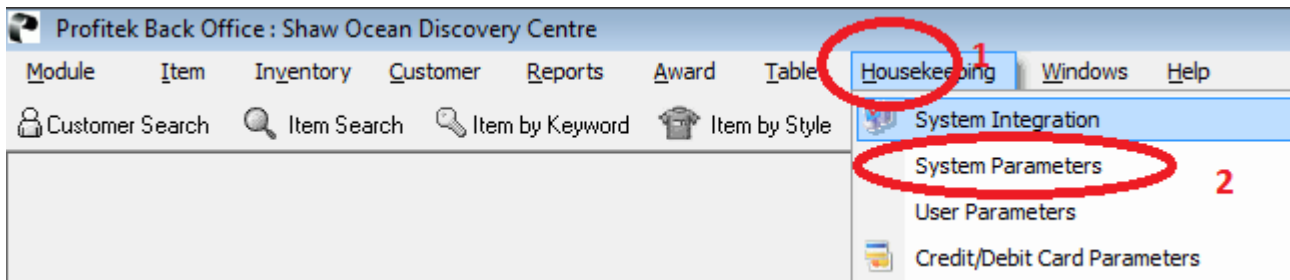 Profitek Back Office : Shaw Ocean Discovery Centre
Module Item Inventory Customer Reports Award Table Housekeeping 1 Windows Help
Customer Search Item Search Item by Keyword Item by Style
System Integration
System Parameters 2
User Parameters
Credit/Debit Card Parameters